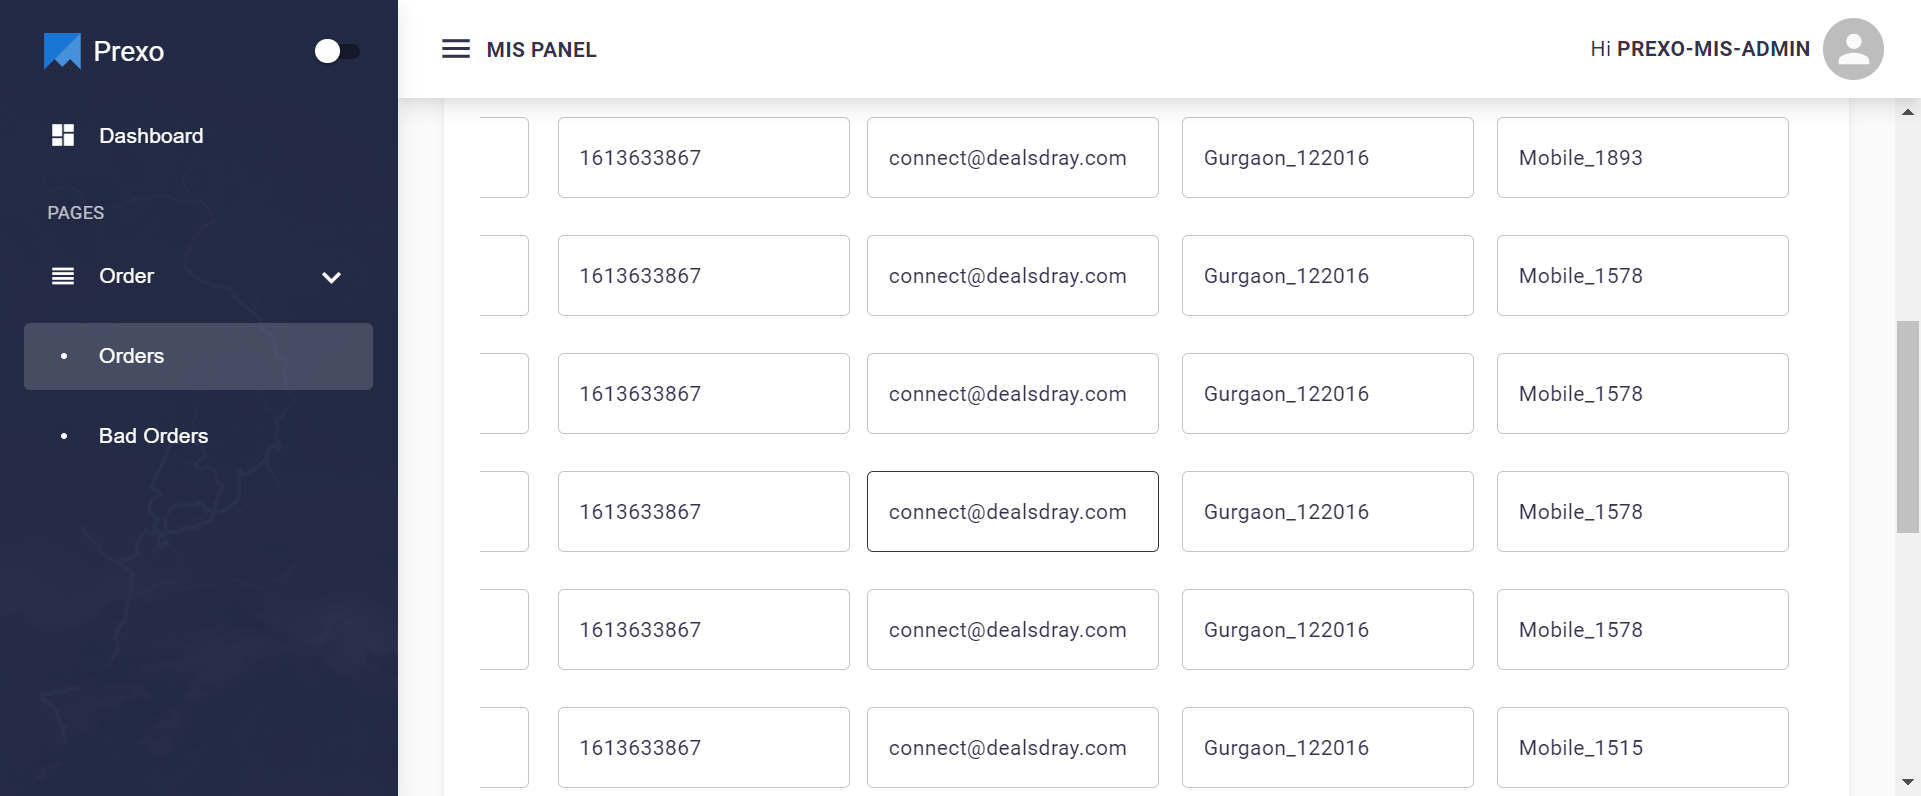 Prexo
MIS PANEL
Hi PREXO-MIS-ADMIN
Dashboard
PAGES
Order
Orders
Bad Orders
1613633867 connect@dealsdray.com Gurgaon_122016 Mobile_1893
1613633867 connect@dealsdray.com Gurgaon_122016 Mobile_1578
1613633867 connect@dealsdray.com Gurgaon_122016 Mobile_1578
1613633867 connect@dealsdray.com Gurgaon_122016 Mobile_1578
1613633867 connect@dealsdray.com Gurgaon_122016 Mobile_1578
1613633867 connect@dealsdray.com Gurgaon_122016 Mobile_1515